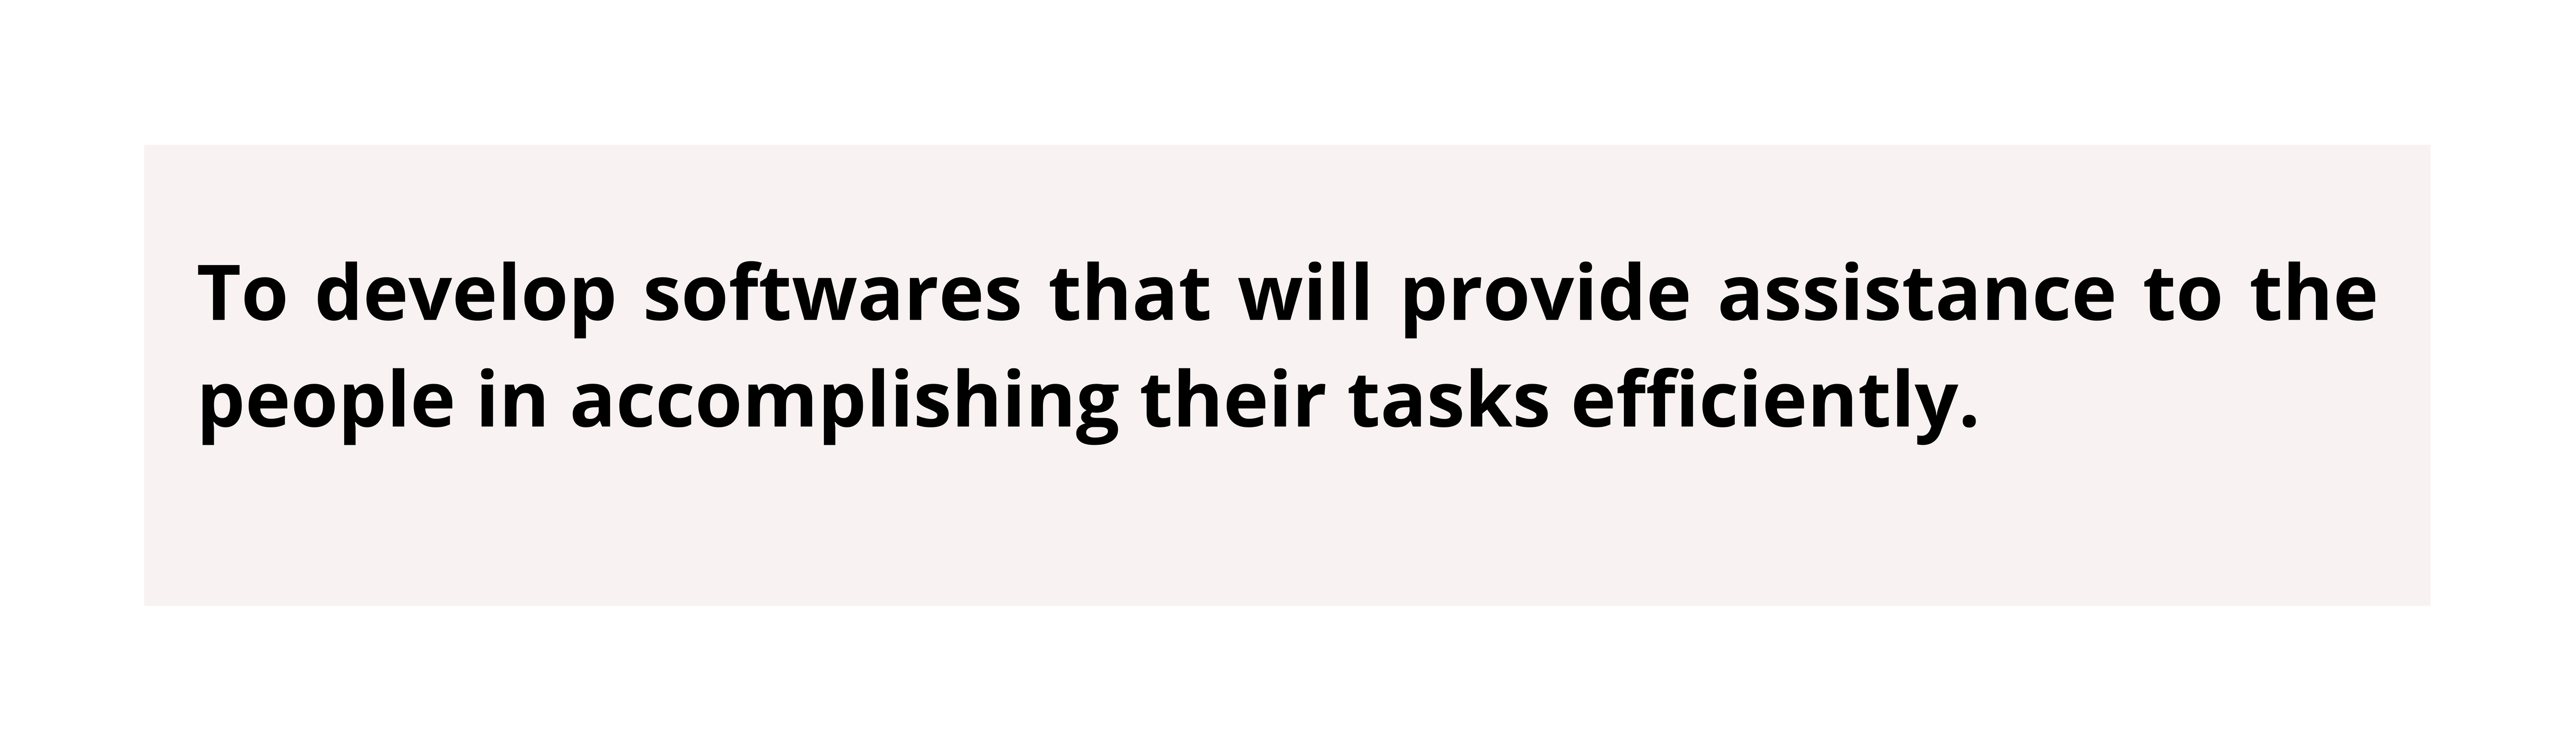 To develop softwares that will provide assistance to the
people in accomplishing their tasks efficiently.